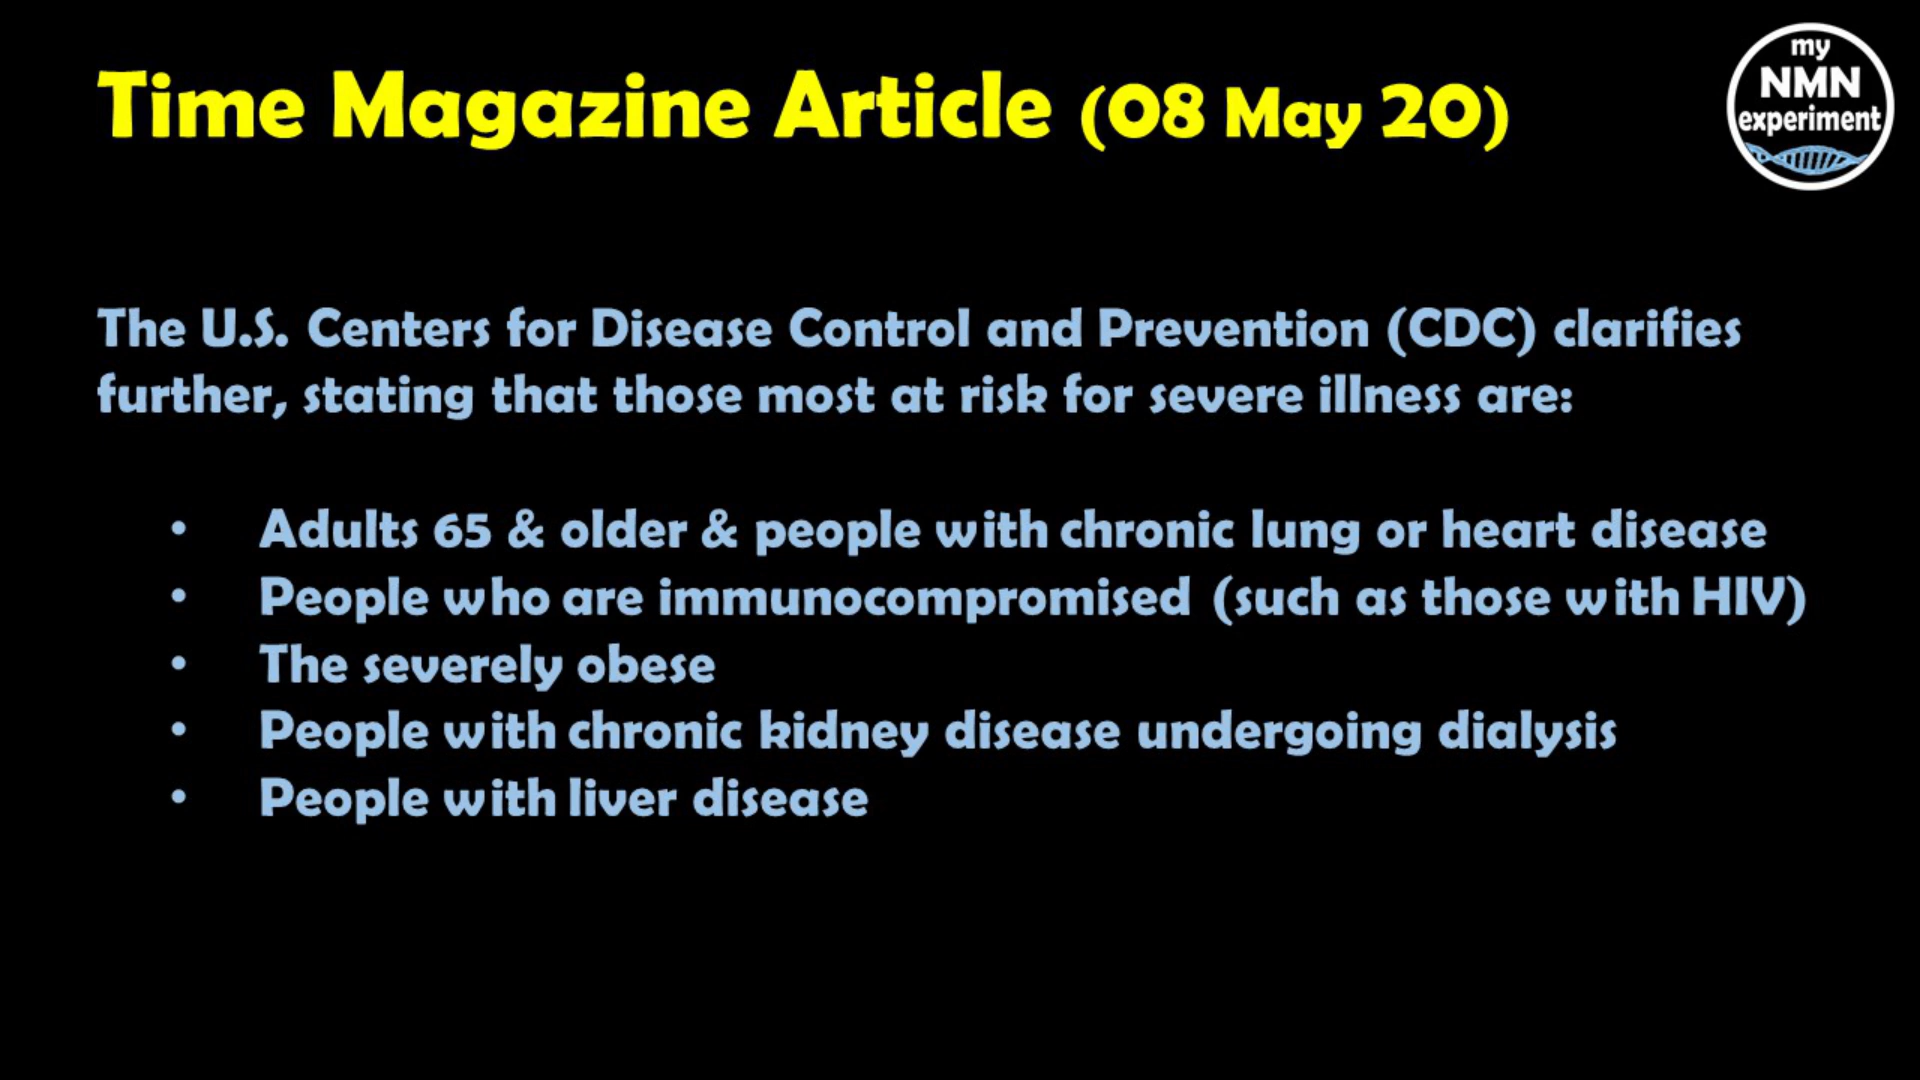 Time Magazine Article (08 May 20)
my
NMN
experiment
The U.S. Centers for Disease Control and Prevention (CDC) clarifies
further, stating that those most at risk for severe illness are:
• Adults 65 & older & people with chronic lung or heart disease
• People who are immunocompromised (such as those with HIV)
• The severely obese
• People with chronic kidney disease undergoing dialysis
• People with liver disease